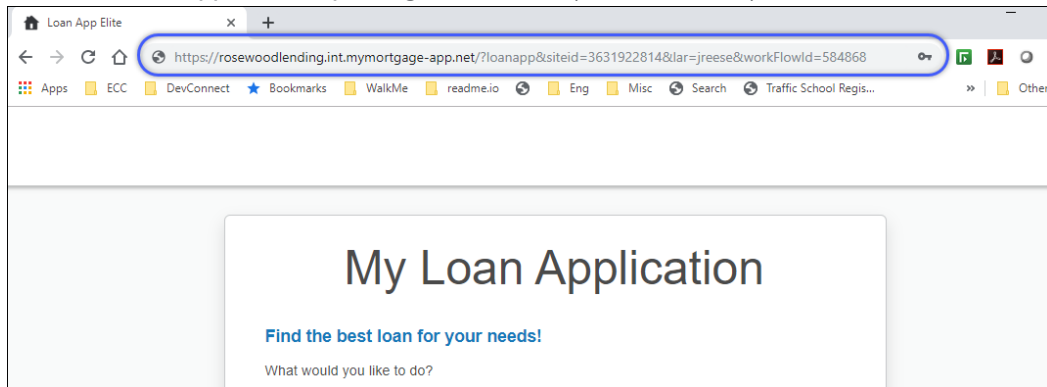 Loan App Elite
https://rosewoodlending.int.mymortgage-app.net/?loanapp&siteid=3631922814&lar=jreese&workFlowId=584868
Apps ECC DevConnect Bookmarks WalkMe readme.io Eng Misc Search Traffic School Regis... » Other
My Loan Application
Find the best loan for your needs!
What would you like to do?